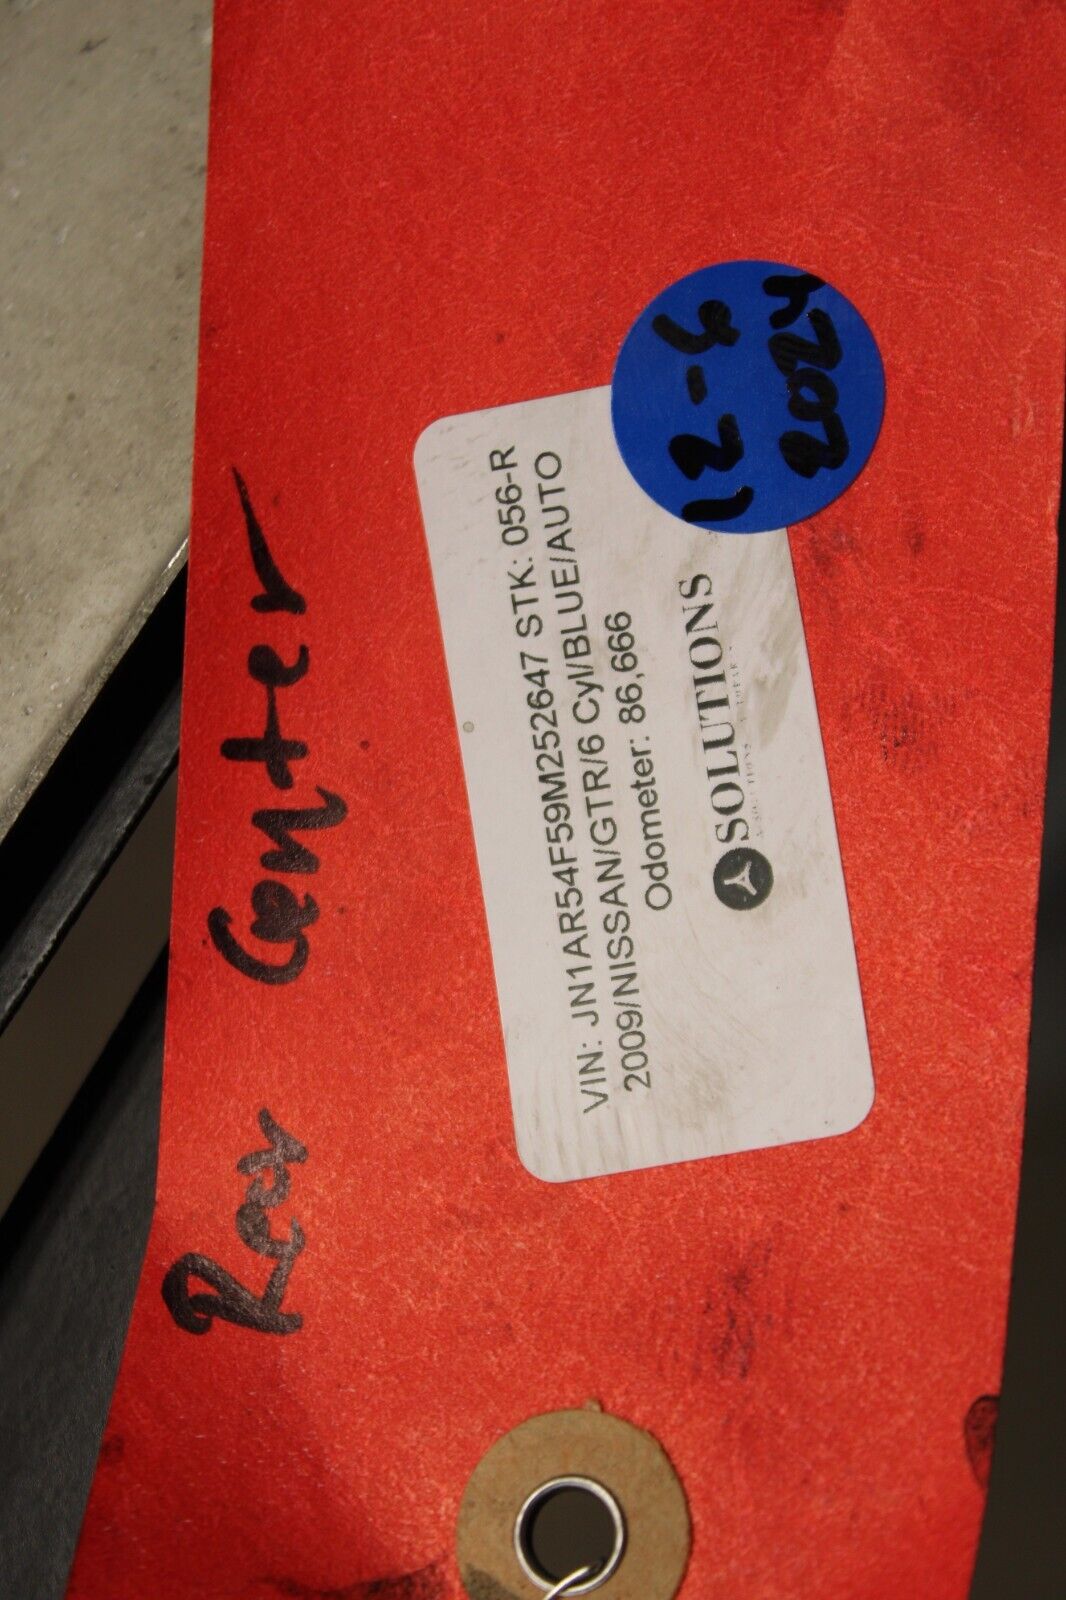 Rear Center
VIN: JN1AR54F59M252647 STK: 056-R
2009/NISSAN/GTR/6 Cyl/BLUE/AUTO
Odometer: 86,666
SOLUTIONS
12-6
2024